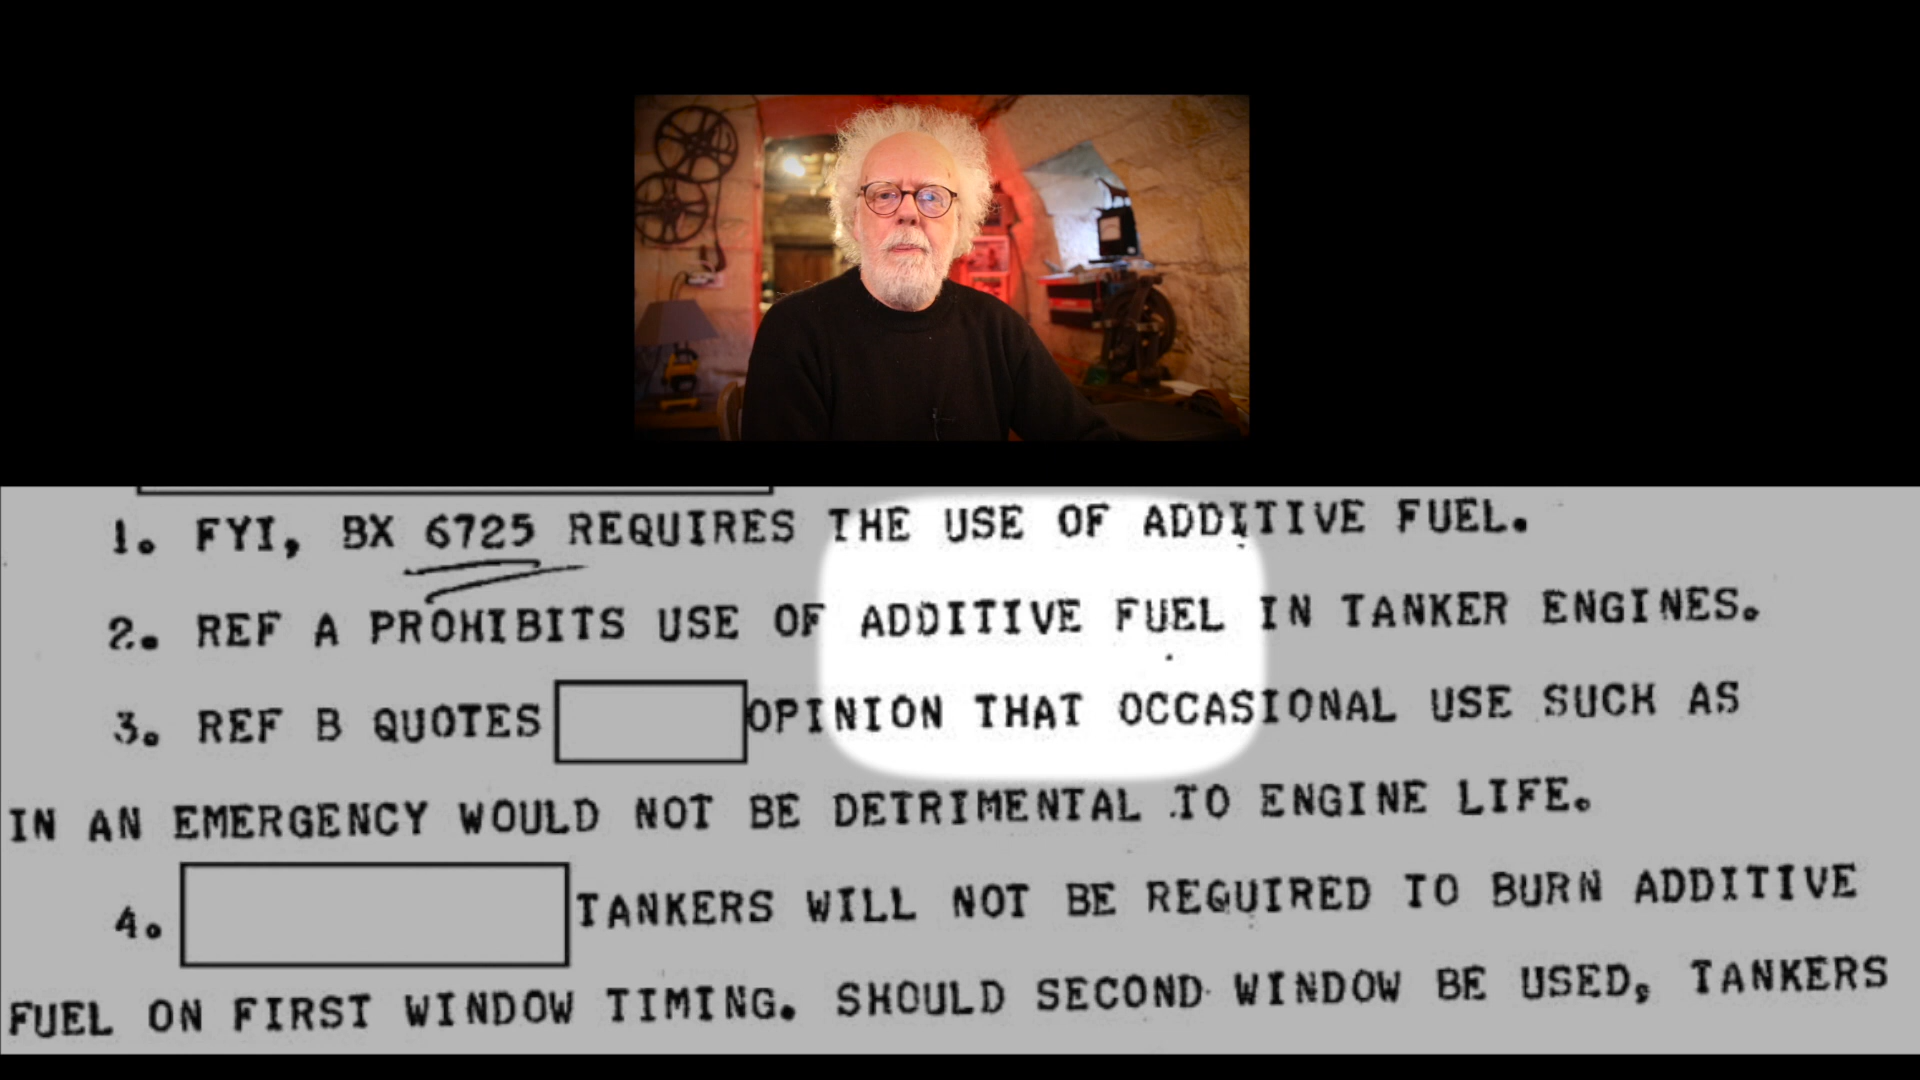 1. FYI, BX 6725 REQUIRES THE USE OF ADDITIVE FUEL.
2. REF A PROHIBITS USE OF ADDITIVE FUEL IN TANKER ENGINES.
3. REF B QUOTES OPINION THAT OCCASIONAL USE SUCH AS
IN AN EMERGENCY WOULD NOT BE DETRIMENTAL TO ENGINE LIFE.
4. TANKERS WILL NOT BE REQUIRED TO BURN ADDITIVE
FUEL ON FIRST WINDOW TIMING. SHOULD SECOND WINDOW BE USED, TANKERS